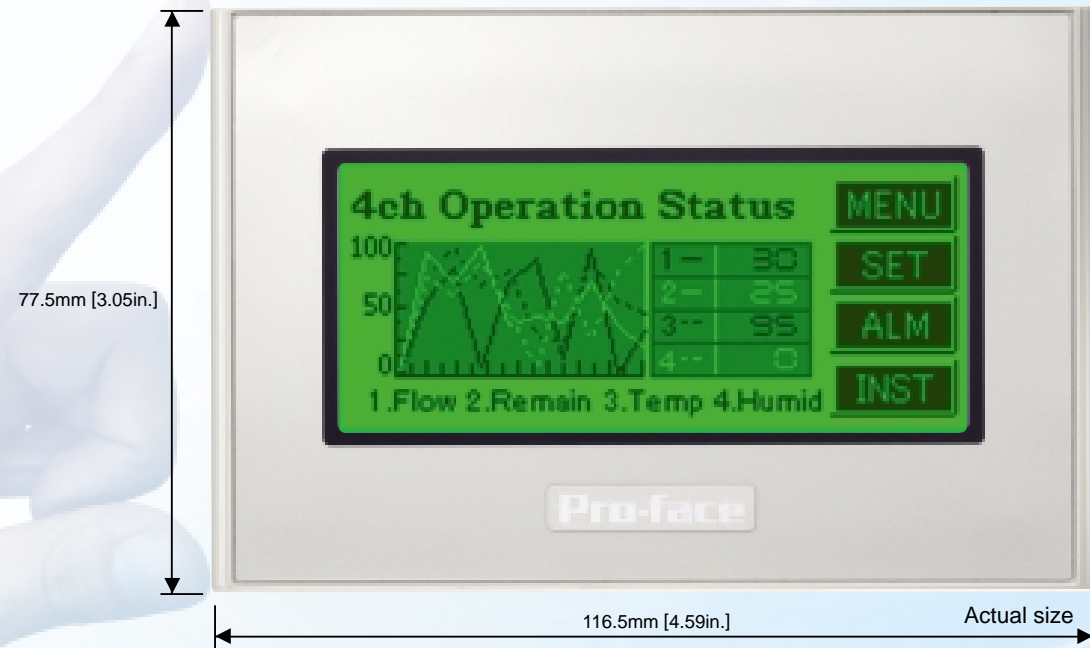 4ch Operation Status
100
50
0
1-- 30
2-- 25
3-- 95
4-- 0
1.Flow 2.Remain 3.Temp 4.Humid
MENU
SET
ALM
INST
Pro-face
77.5mm [3.05in.]
116.5mm [4.59in.]
Actual size